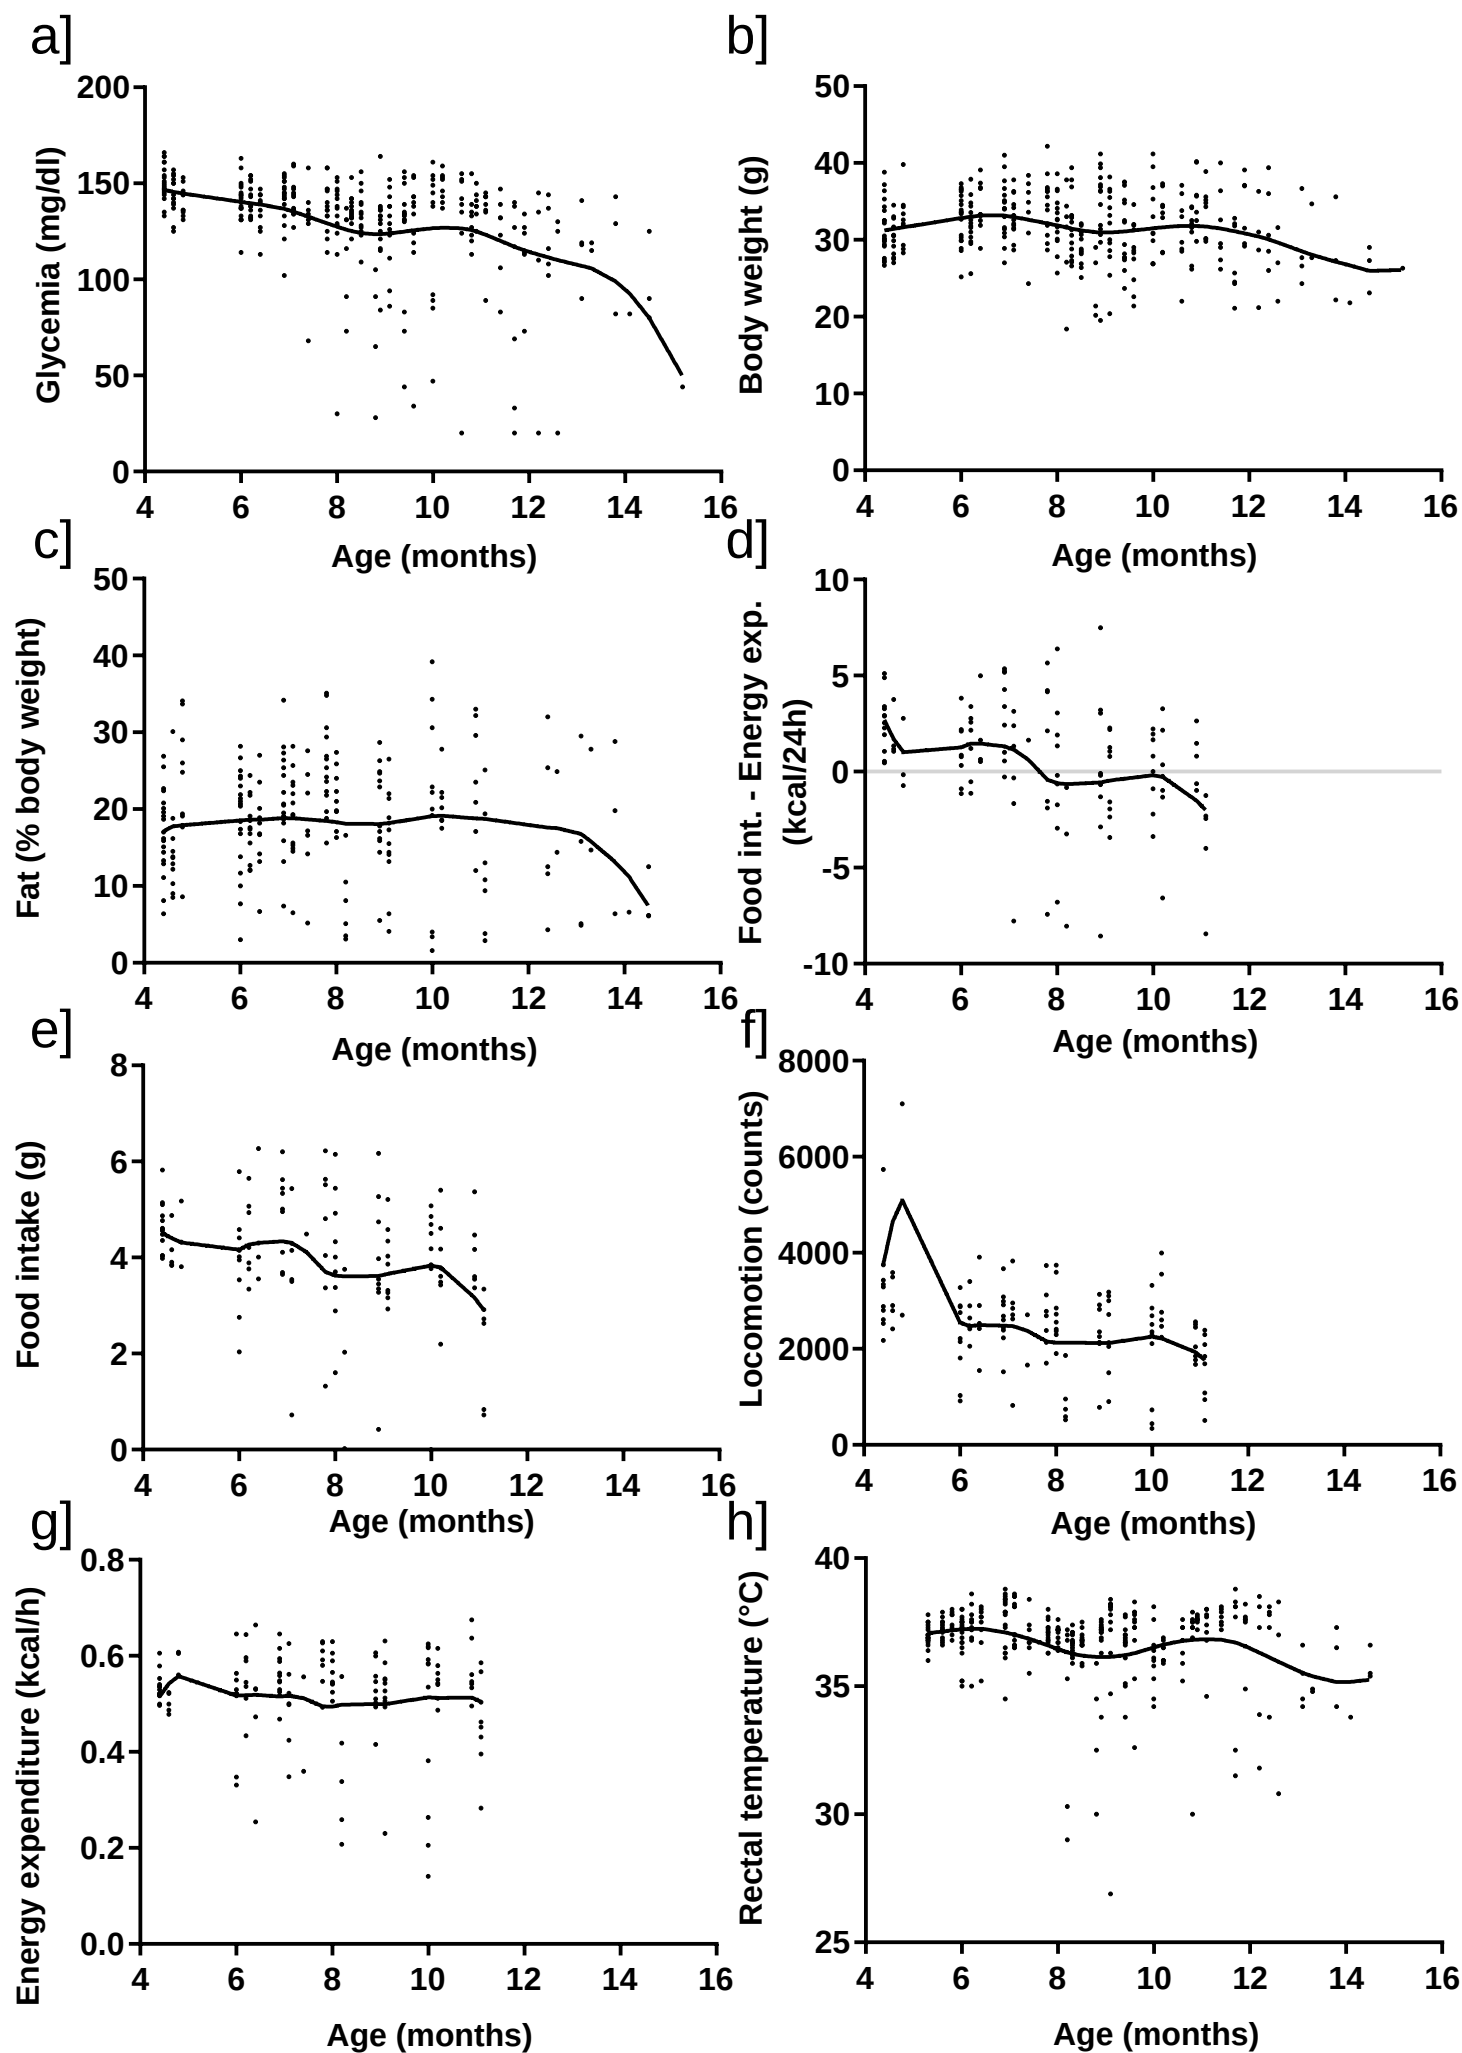 a]
Glycemia (mg/dl)
200
150
100
50
0
4 6 8 10 12 14 16
Age (months)
b]
Body weight (g)
50
40
30
20
10
0
4 6 8 10 12 14 16
Age (months)
c]
Fat (% body weight)
50
40
30
20
10
0
4 6 8 10 12 14 16
Age (months)
d]
Food int. - Energy exp.
(kcal/24h)
10
5
0
-5
-10
4 6 8 10 12 14 16
Age (months)
e]
Food intake (g)
8
6
4
2
0
4 6 8 10 12 14 16
Age (months)
f]
Locomotion (counts)
8000
6000
4000
2000
0
4 6 8 10 12 14 16
Age (months)
g]
Energy expenditure (kcal/h)
0.8
0.6
0.4
0.2
0.0
4 6 8 10 12 14 16
Age (months)
h]
Rectal temperature (°C)
40
35
30
25
4 6 8 10 12 14 16
Age (months)